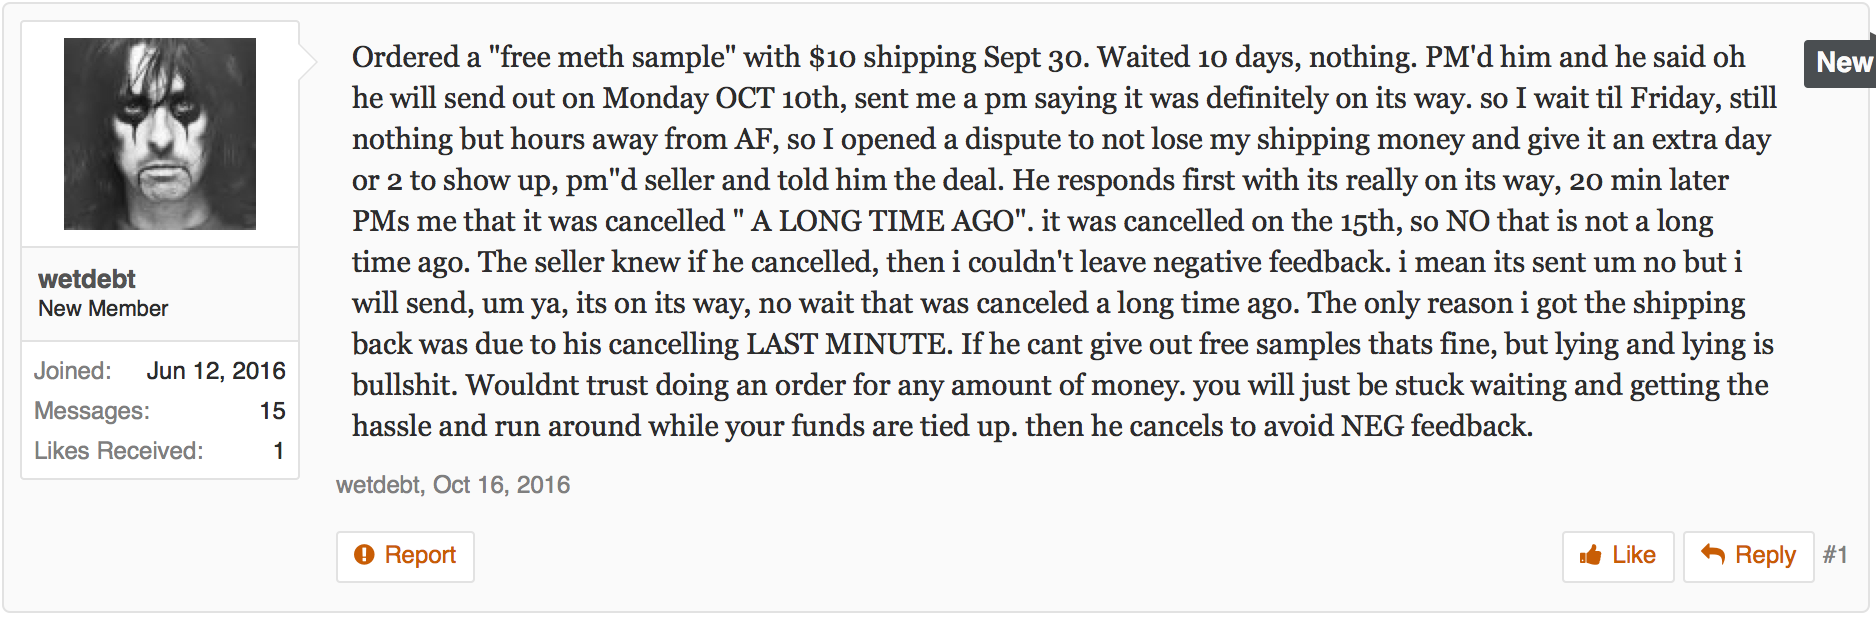 Ordered a "free meth sample" with $10 shipping Sept 30. Waited 10 days, nothing. PM'd him and he said oh
he will send out on Monday OCT 10th, sent me a pm saying it was definitely on its way. so I wait til Friday, still
nothing but hours away from AF, so I opened a dispute to not lose my shipping money and give it an extra day
or 2 to show up, pm"d seller and told him the deal. He responds first with its really on its way, 20 min later
PMs me that it was cancelled " A LONG TIME AGO". it was cancelled on the 15th, so NO that is not a long
time ago. The seller knew if he cancelled, then i couldn't leave negative feedback. i mean its sent um no but i
will send, um ya, its on its way, no wait that was canceled a long time ago. The only reason i got the shipping
back was due to his cancelling LAST MINUTE. If he cant give out free samples thats fine, but lying and lying is
bullshit. Wouldnt trust doing an order for any amount of money. you will just be stuck waiting and getting the
hassle and run around while your funds are tied up. then he cancels to avoid NEG feedback.
New
wetdebt
New Member
Joined: Jun 12, 2016
Messages: 15
Likes Received: 1
wetdebt, Oct 16, 2016
Report
Like
Reply
#1